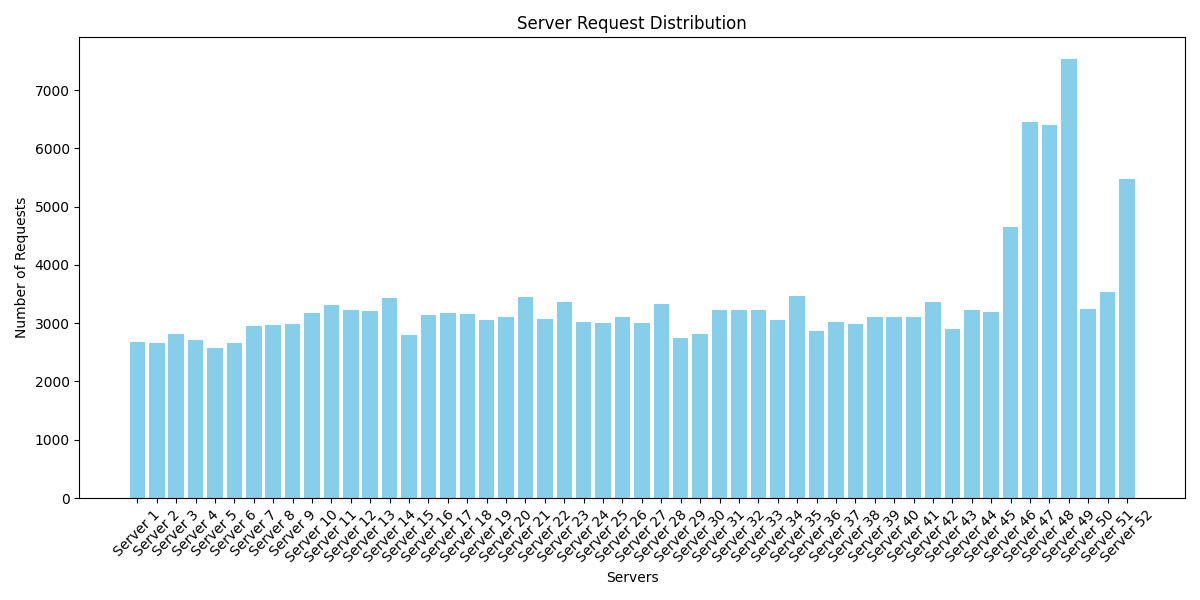 Server Request Distribution
Number of Requests
7000
6000
5000
4000
3000
2000
1000
0
Server 1
Server 2
Server 3
Server 4
Server 5
Server 6
Server 7
Server 8
Server 9
Server 10
Server 11
Server 12
Server 13
Server 14
Server 15
Server 16
Server 17
Server 18
Server 19
Server 20
Server 21
Server 22
Server 23
Server 24
Server 25
Server 26
Server 27
Server 28
Server 29
Server 30
Server 31
Server 32
Server 33
Server 34
Server 35
Server 36
Server 37
Server 38
Server 39
Server 40
Server 41
Server 42
Server 43
Server 44
Server 45
Server 46
Server 47
Server 48
Server 49
Server 50
Server 51
Server 52
Servers